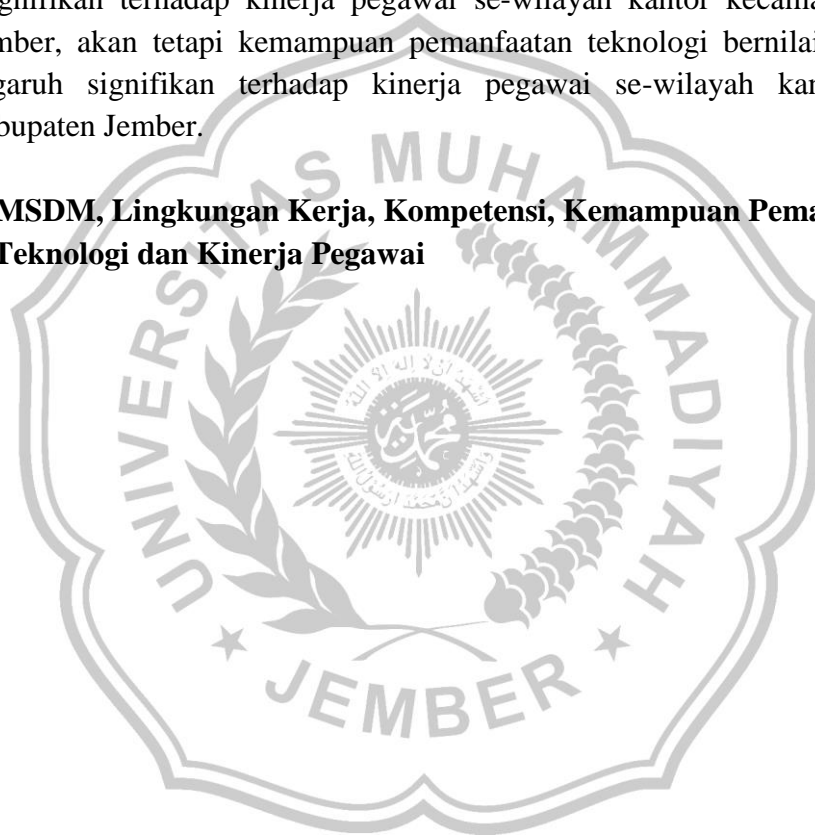 gnifikan terhadap kinerja pegawai se-wilayah kantor kecama
mber, akan tetapi kemampuan pemanfaatan teknologi bernilai
garuh signifikan terhadap kinerja pegawai se-wilayah kan
bupaten Jember.
MSDM, Lingkungan Kerja, Kompetensi, Kemampuan Pema
Teknologi dan Kinerja Pegawai
UNIVERSITAS MUHAMMADIYAH
JEMBER